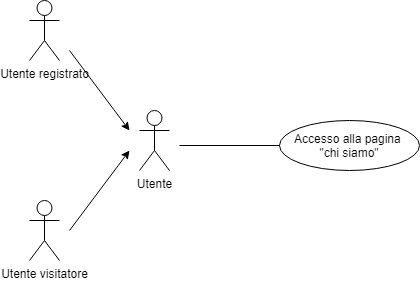 Utente registrato
Accesso alla pagina
"chi siamo"
Utente
Utente visitatore